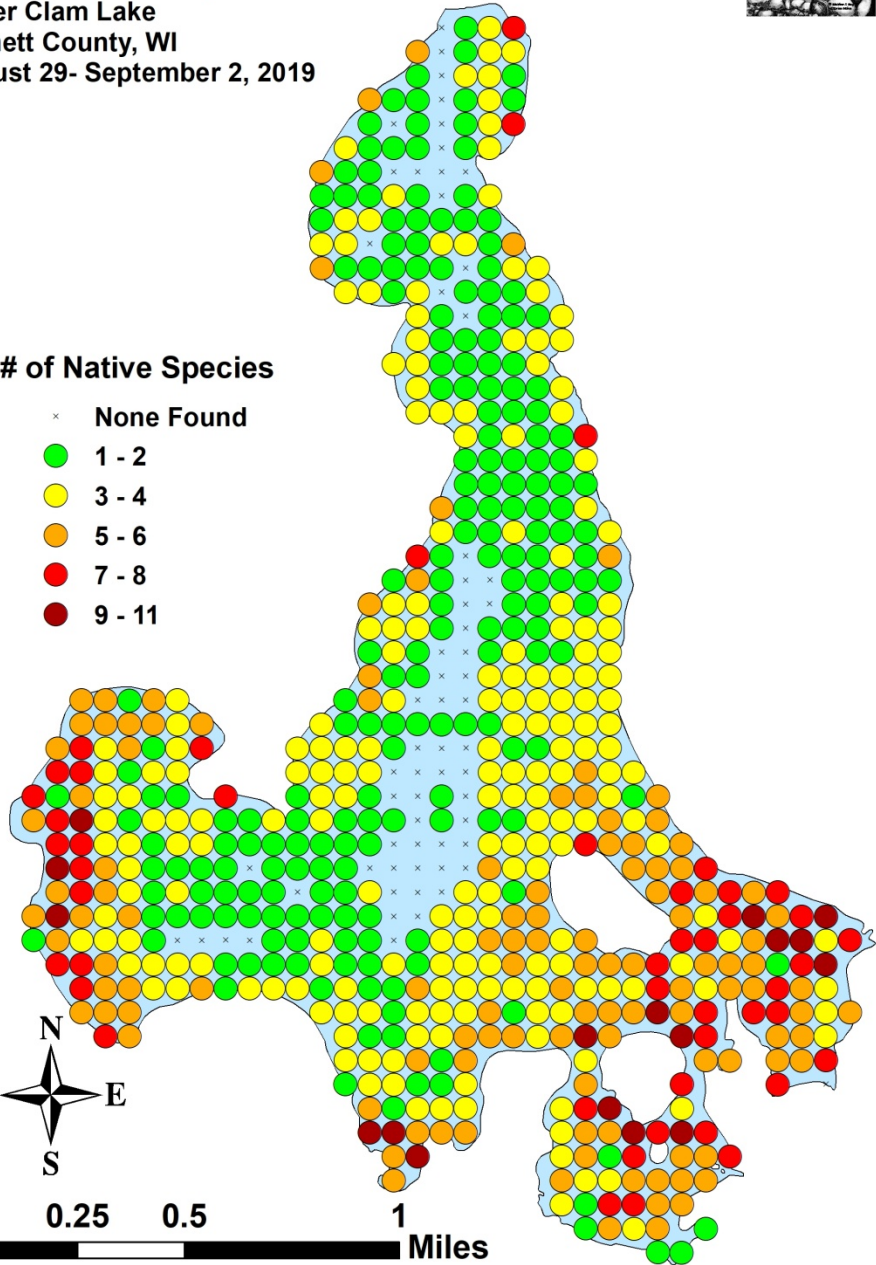 er Clam Lake
nett County, WI
ust 29- September 2, 2019
# of Native Species
× None Found
1 - 2
3 - 4
5 - 6
7 - 8
9 - 11
N
E
S
0.25 0.5 1
Miles